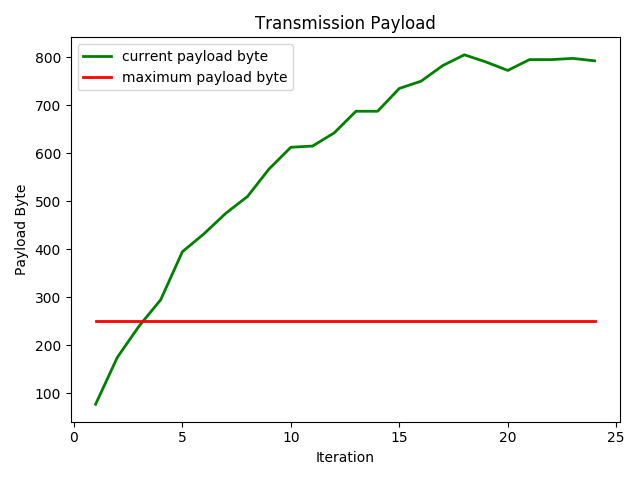 Transmission Payload
current payload byte
maximum payload byte
Payload Byte
800
700
600
500
400
300
200
100
0 5 10 15 20 25
Iteration